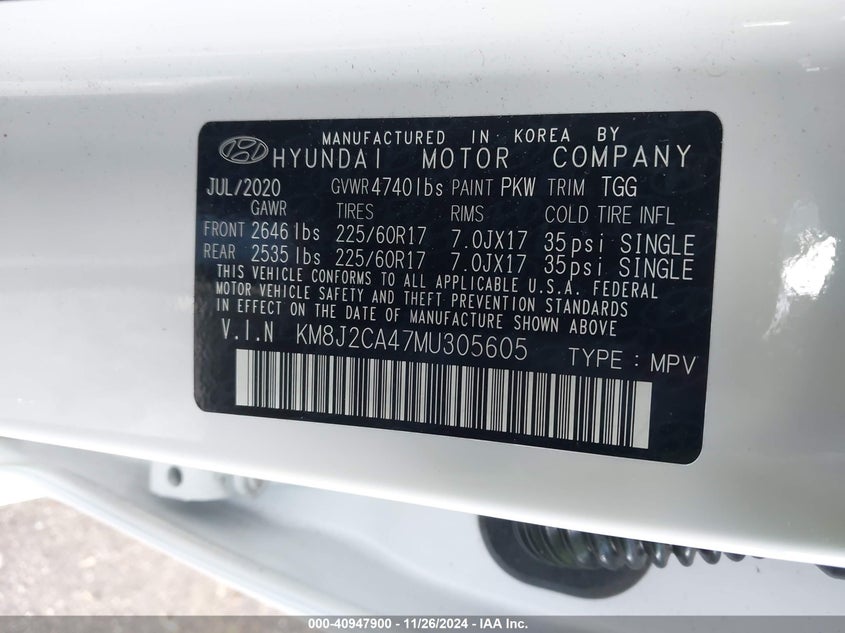 MANUFACTURED IN KOREA BY
HYUNDAI MOTOR COMPANY
JUL/2020 GVWR 4740lbs PAINT PKW TRIM TGG
GAWR TIRES RIMS COLD TIRE INFL
FRONT 2646lbs 225/60R17 7.0JX17 35psi SINGLE
REAR 2535lbs 225/60R17 7.0JX17 35psi SINGLE
THIS VEHICLE CONFORMS TO ALL APPLICABLE U.S.A. FEDERAL
MOTOR VEHICLE SAFETY AND THEFT PREVENTION STANDARDS
IN EFFECT ON THE DATE OF MANUFACTURE SHOWN ABOVE
V.I.N KM8J2CA47MU305605 TYPE : MPV
000-40947900 - 11/26/2024 - IAA Inc.